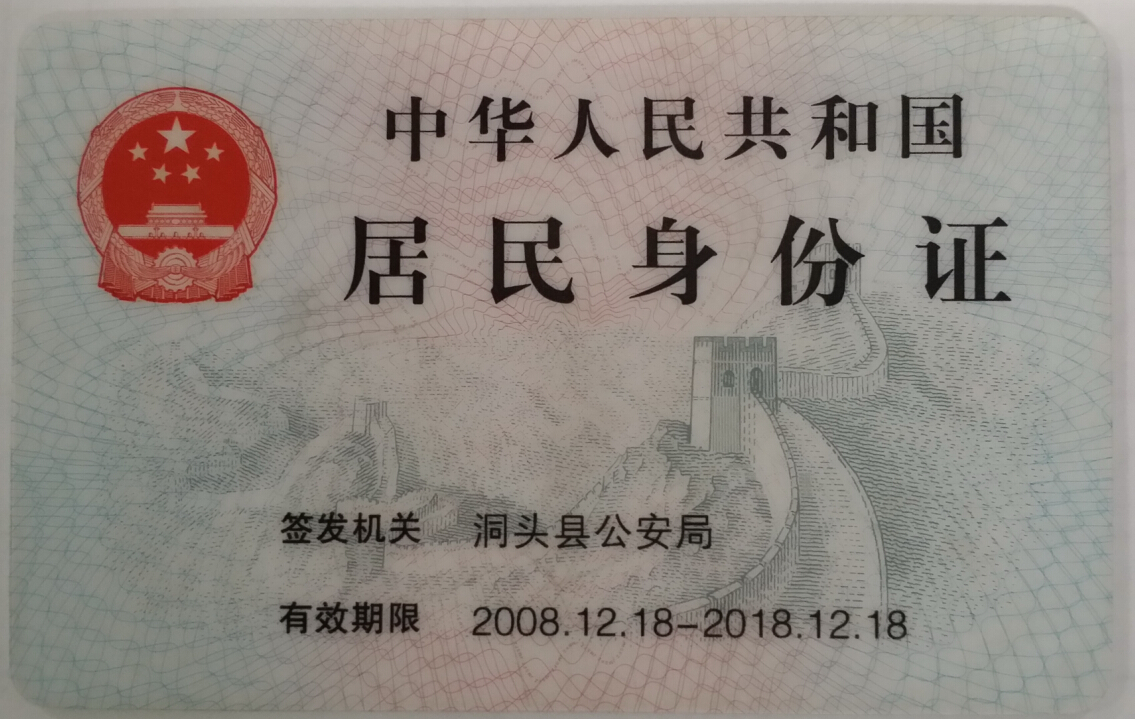 中华人民共和国
居民身份证
签发机关 洞头县公安局
有效期限 2008.12.18-2018.12.18